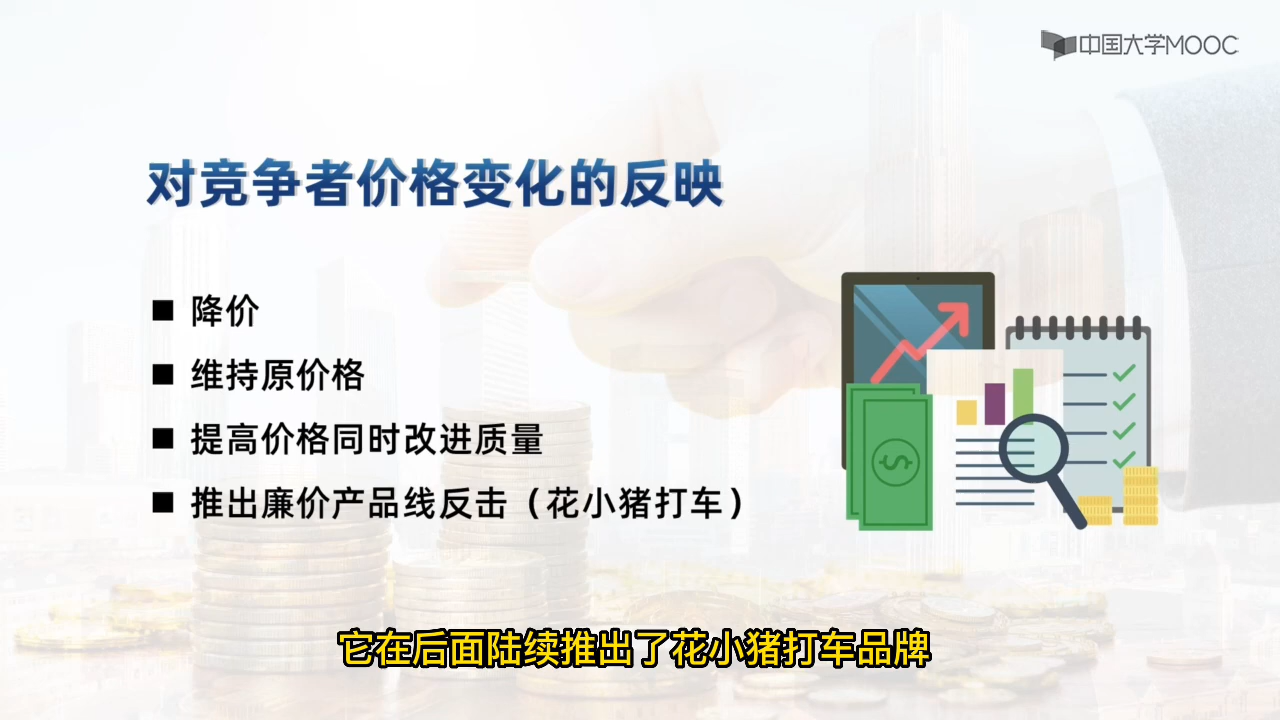 中国大学MOOC
对竞争者价格变化的反映
■ 降价
■ 维持原价格
■ 提高价格同时改进质量
■ 推出廉价产品线反击（花小猪打车）
它在后面陆续推出了花小猪打车品牌